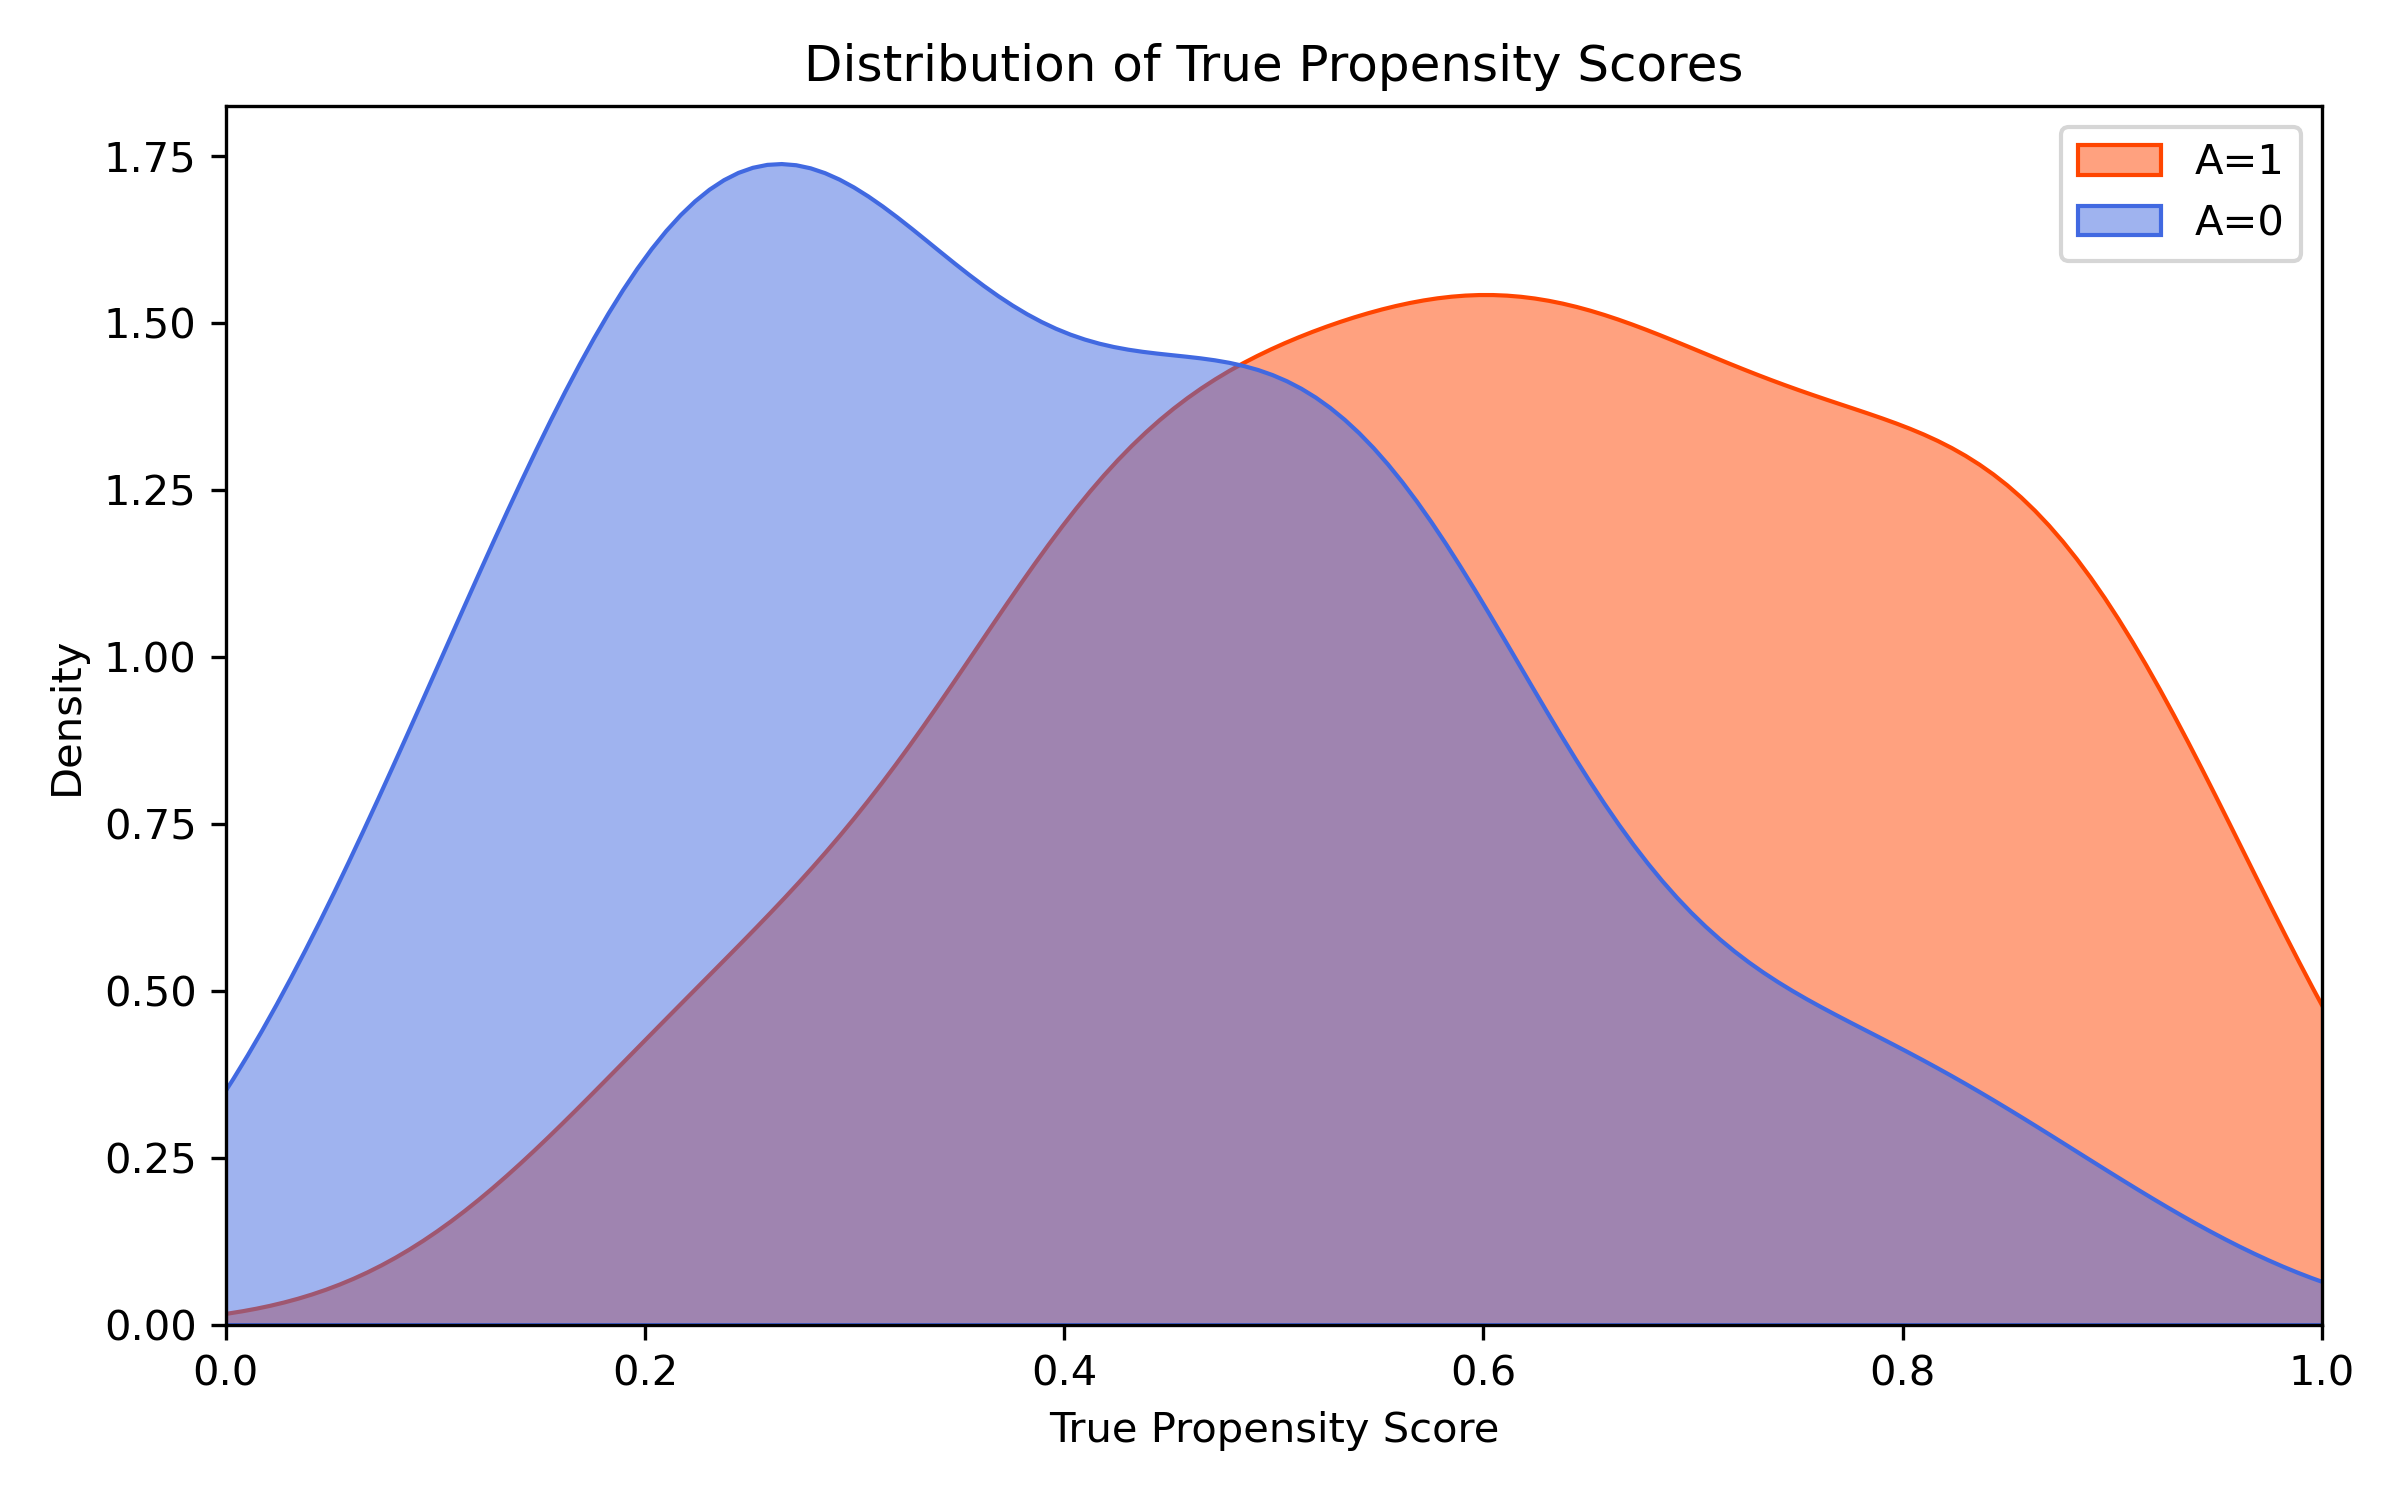 Distribution of True Propensity Scores
A=1
A=0
Density
1.75
1.50
1.25
1.00
0.75
0.50
0.25
0.00
0.0 0.2 0.4 0.6 0.8 1.0
True Propensity Score